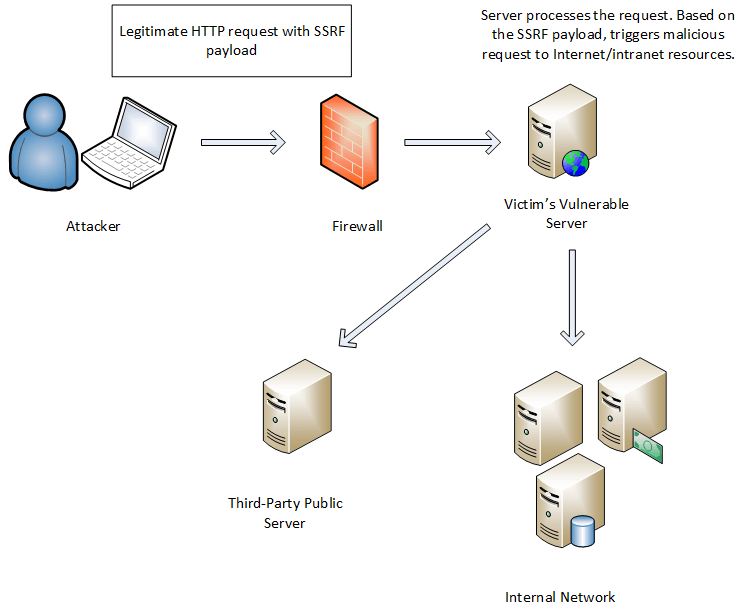 Legitimate HTTP request with SSRF
payload
Server processes the request. Based on
the SSRF payload, triggers malicious
request to Internet/intranet resources.
Attacker
Firewall
Victim's Vulnerable
Server
Third-Party Public
Server
Internal Network